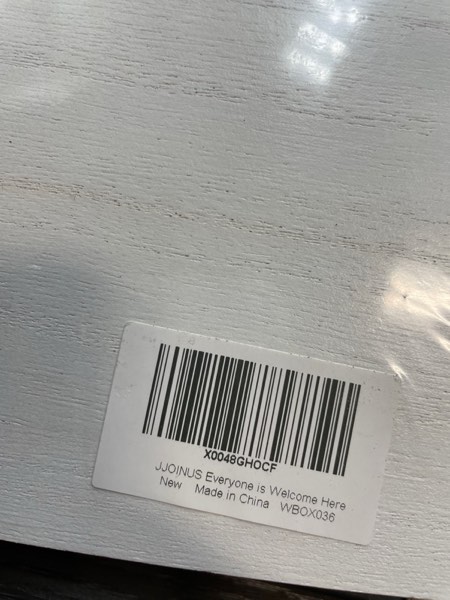 X0048GHOCF
JJOINUS Everyone is Welcome Here
New Made in China WBOX036